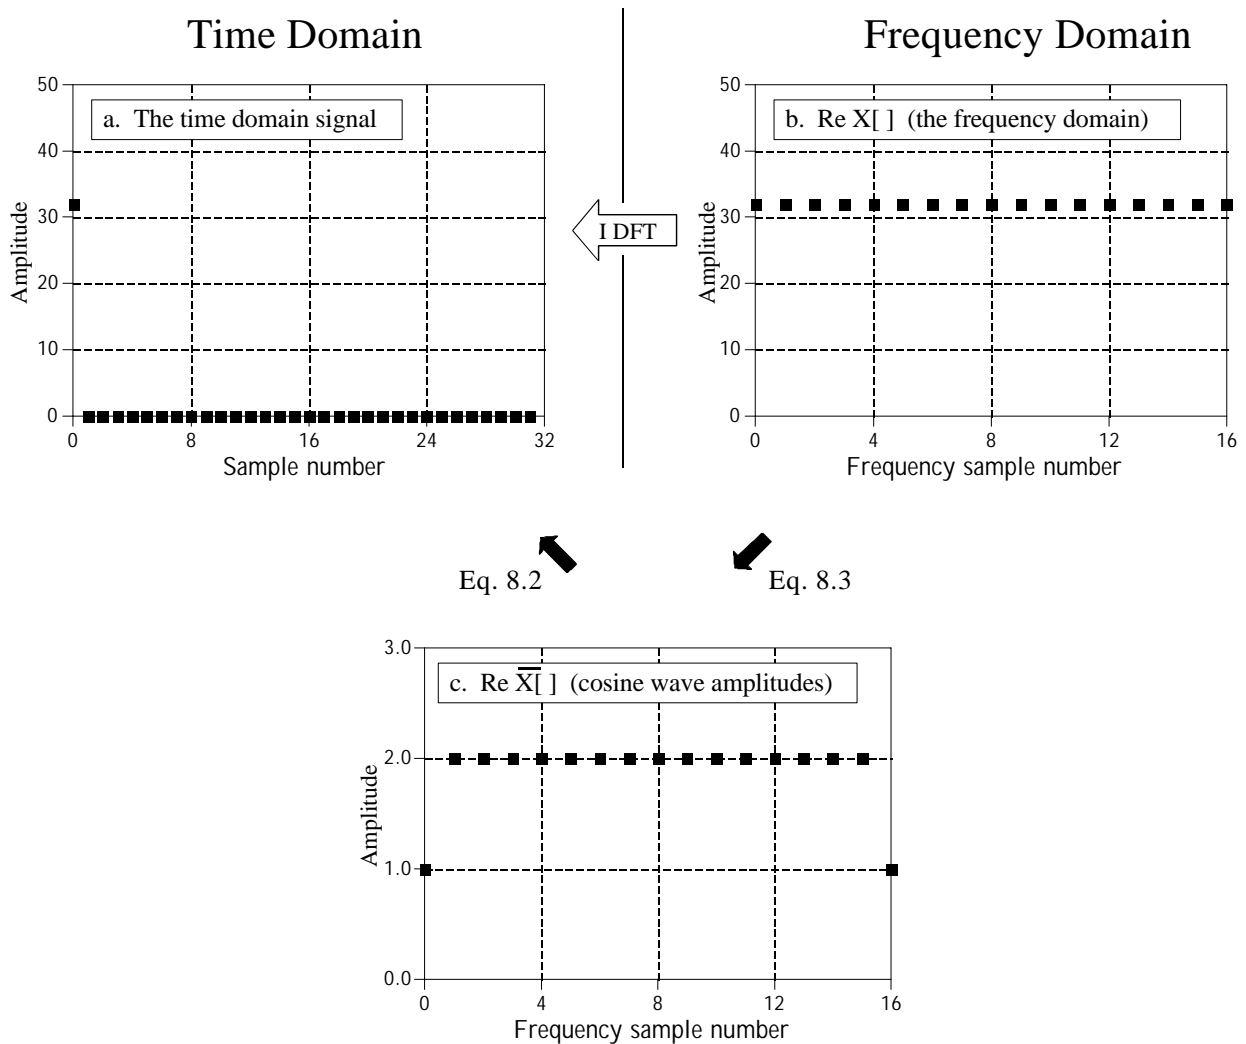 Time Domain
Frequency Domain
50
40
30
20
10
0
0 8 16 24 32
Amplitude
Sample number
a. The time domain signal
I DFT
50
40
30
20
10
0
0 4 8 12 16
Amplitude
Frequency sample number
b. Re X[ ] (the frequency domain)
Eq. 8.2
Eq. 8.3
3.0
2.0
1.0
0.0
0 4 8 12 16
Amplitude
Frequency sample number
c. Re X̅[ ] (cosine wave amplitudes)